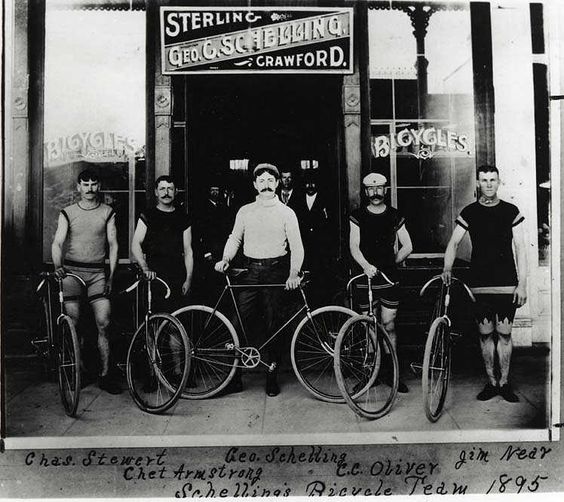 STERLING
GEO. C. SCHELLING.
CRAWFORD.
BICYCLES
BICYCLES.
Chas. Stewert
Geo. Schelling
Jim Near
Chet Armstrong
C.C. Oliver
Schelling's Bicycle Team 1895